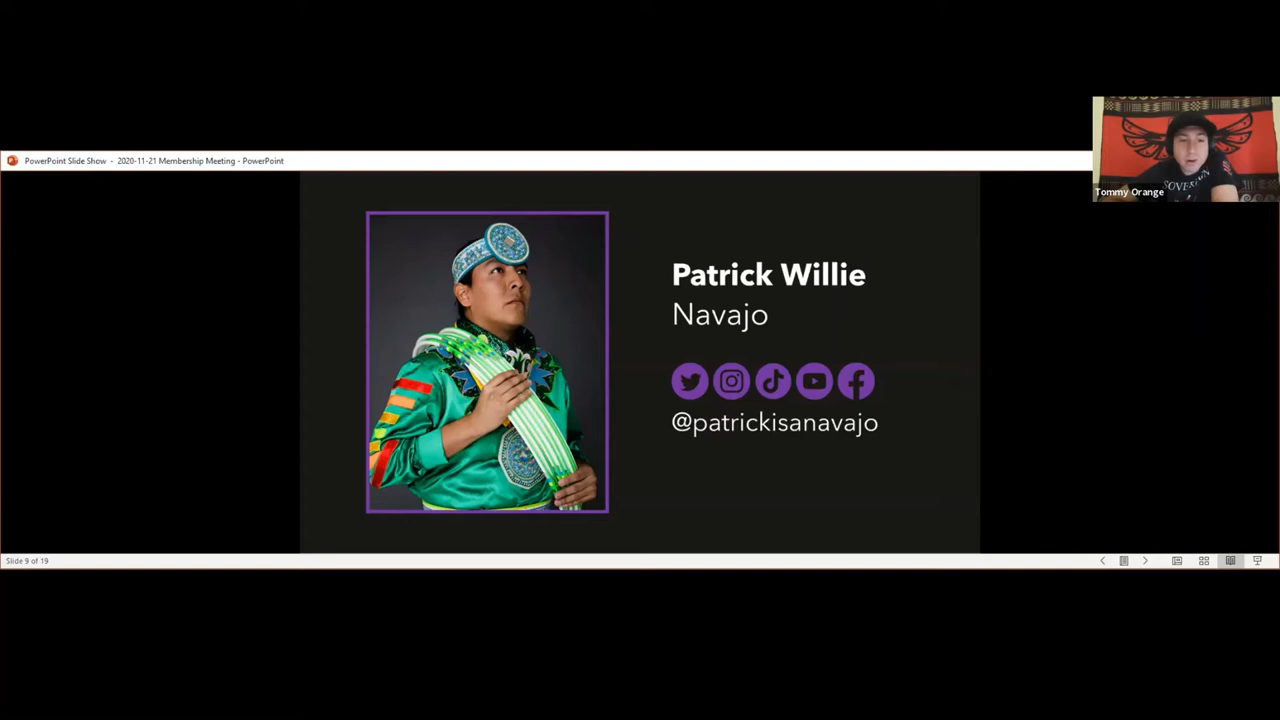 PowerPoint Slide Show - 2020-11-21 Membership Meeting - PowerPoint
Tommy Orange
Patrick Willie
Navajo
@patrickisanavajo
Slide 9 of 19